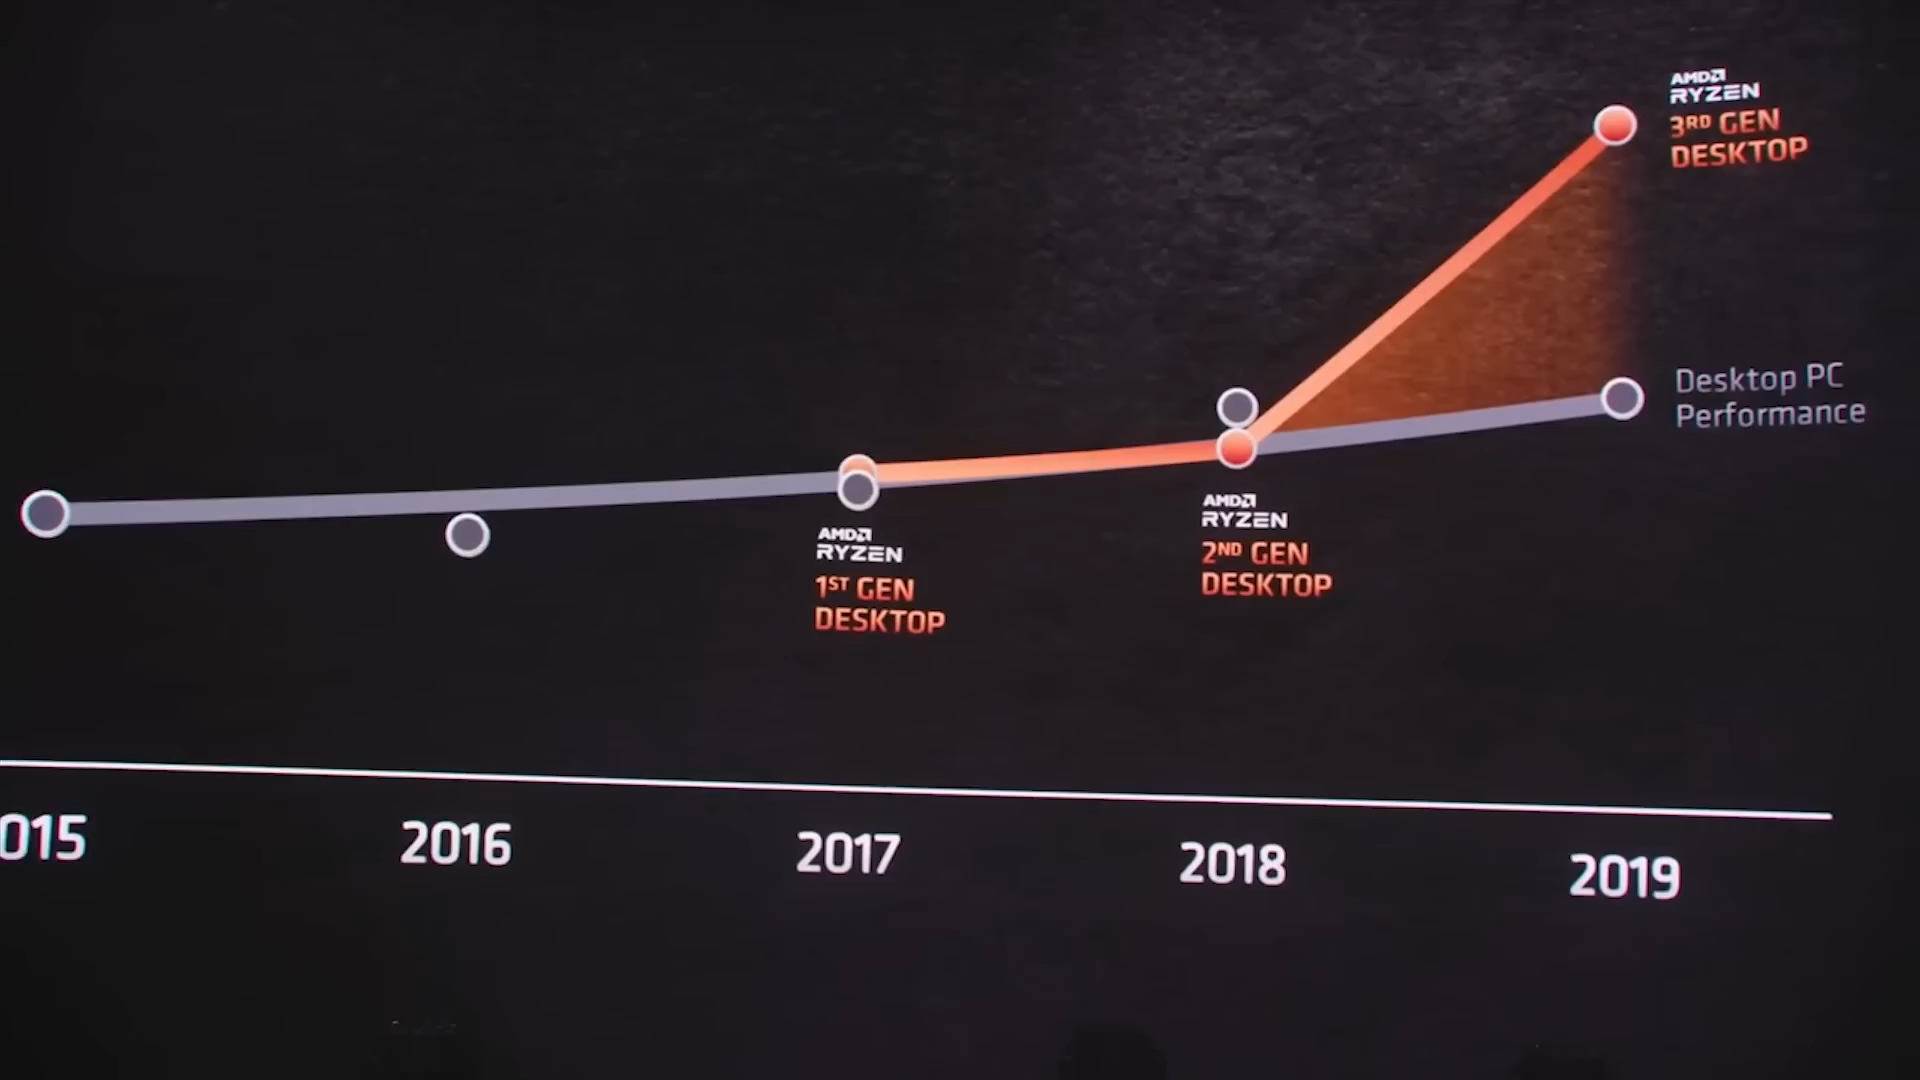 AMD
RYZEN
3RD GEN
DESKTOP
Desktop PC
Performance
AMD
RYZEN
2ND GEN
DESKTOP
AMD
RYZEN
1ST GEN
DESKTOP
015
2016
2017
2018
2019